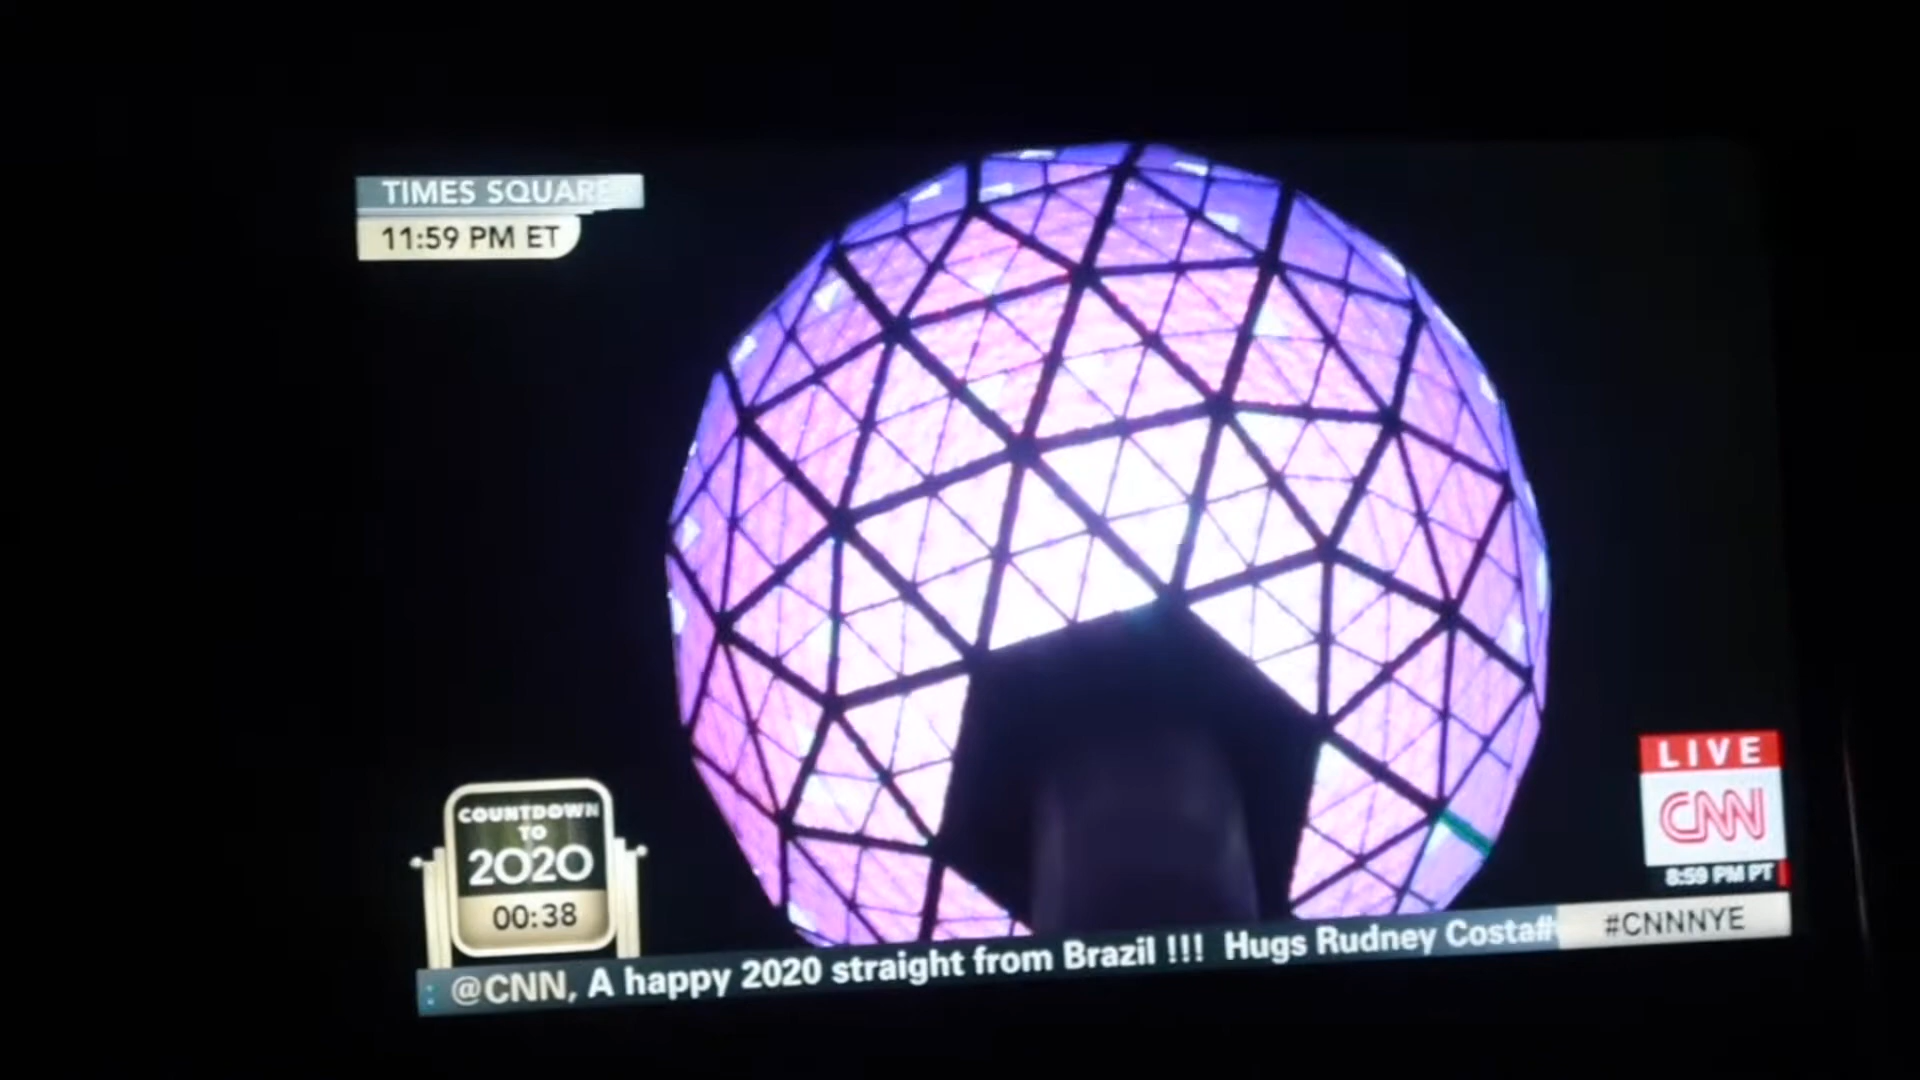 TIMES SQUARE
11:59 PM ET
COUNTDOWN
TO
2020
00:38
LIVE
CNN
8:59 PM PT
: @CNN, A happy 2020 straight from Brazil !!! Hugs Rudney Costa#
#CNNNYE